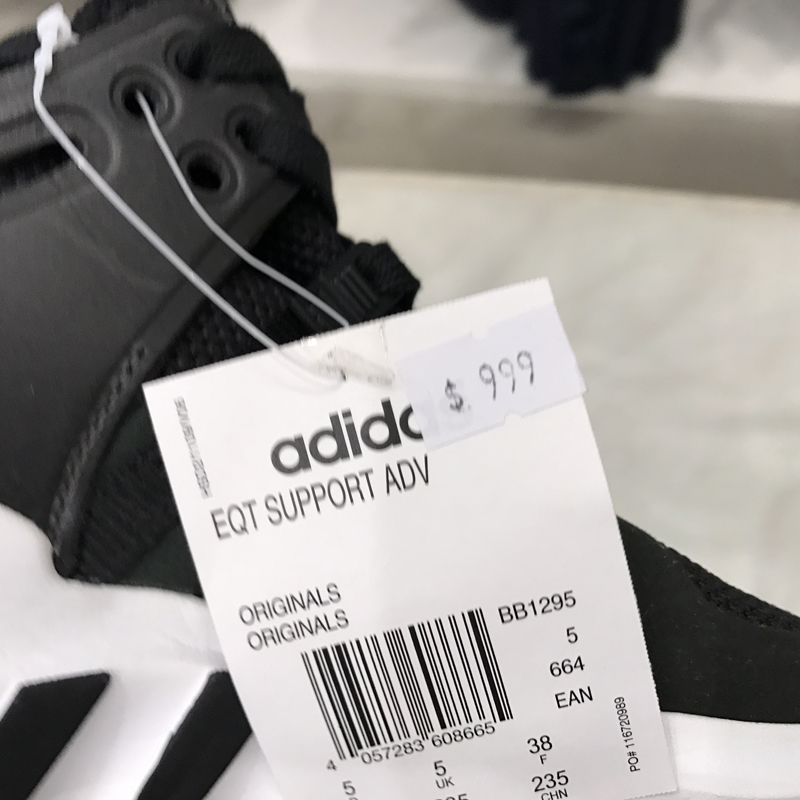 $ 999
adida
EQT SUPPORT ADV
ORIGINALS
ORIGINALS
BB1295
5
664
EAN
4 057283 608665
5
5
UK
38
F
235
CHN
PO# 116720989